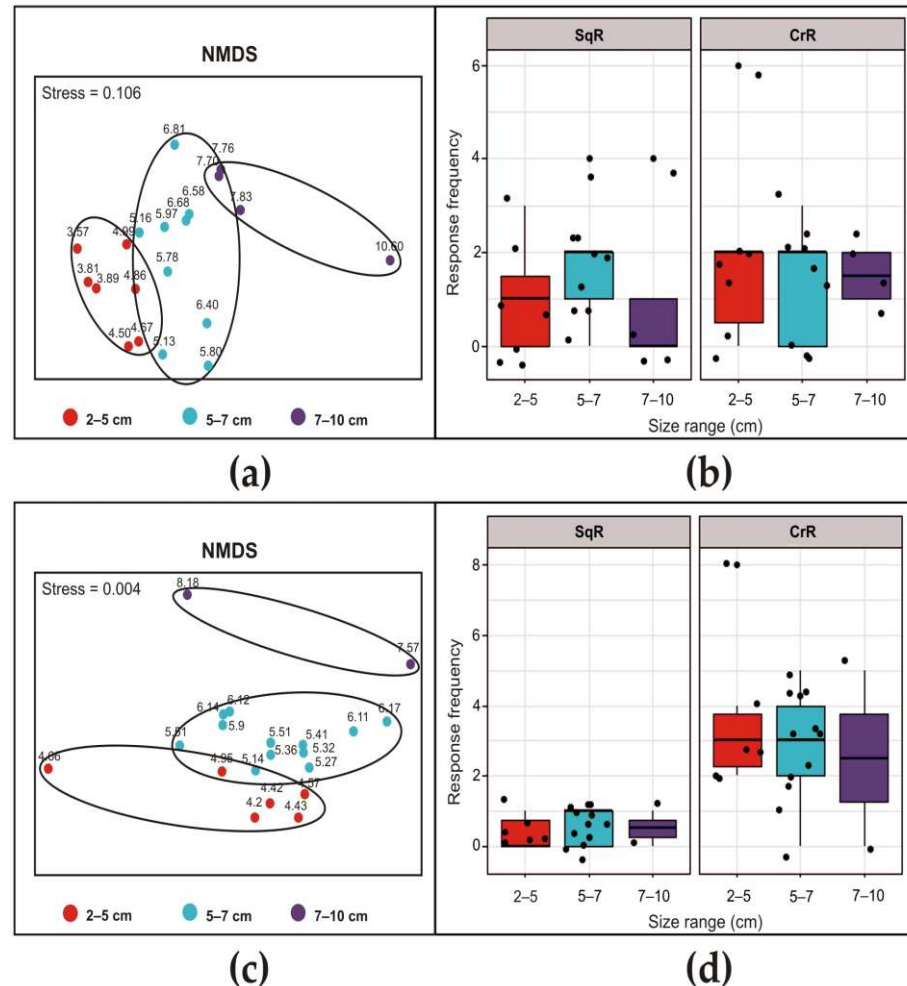 NMDS
Stress = 0.106
6.81
7.76
7.70
6.58
7.83
6.68
5.16
5.97
3.57
4.99
10.60
5.78
3.81
4.86
3.89
6.40
4.67
4.50
5.13
5.80
2–5 cm
5–7 cm
7–10 cm
(a)
SqR
CrR
Response frequency
6
4
2
0
2–5
5–7
7–10
2–5
5–7
7–10
Size range (cm)
(b)
NMDS
Stress = 0.004
8.18
7.57
6.12
6.14
6.17
5.9
6.11
5.51
5.41
5.36
5.32
4.95
5.14
5.27
4.57
4.42
4.2
4.43
2–5 cm
5–7 cm
7–10 cm
(c)
SqR
CrR
Response frequency
8
6
4
2
0
2–5
5–7
7–10
2–5
5–7
7–10
Size range (cm)
(d)